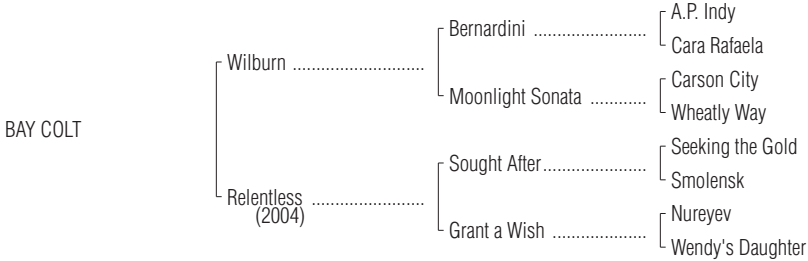 A.P. Indy
Bernardini ........................
Cara Rafaela
Wilburn ............................
Carson City
Moonlight Sonata ............
Wheatly Way
BAY COLT
Seeking the Gold
Sought After......................
Smolensk
Relentless ........................
(2004)
Nureyev
Grant a Wish ....................
Wendy's Daughter